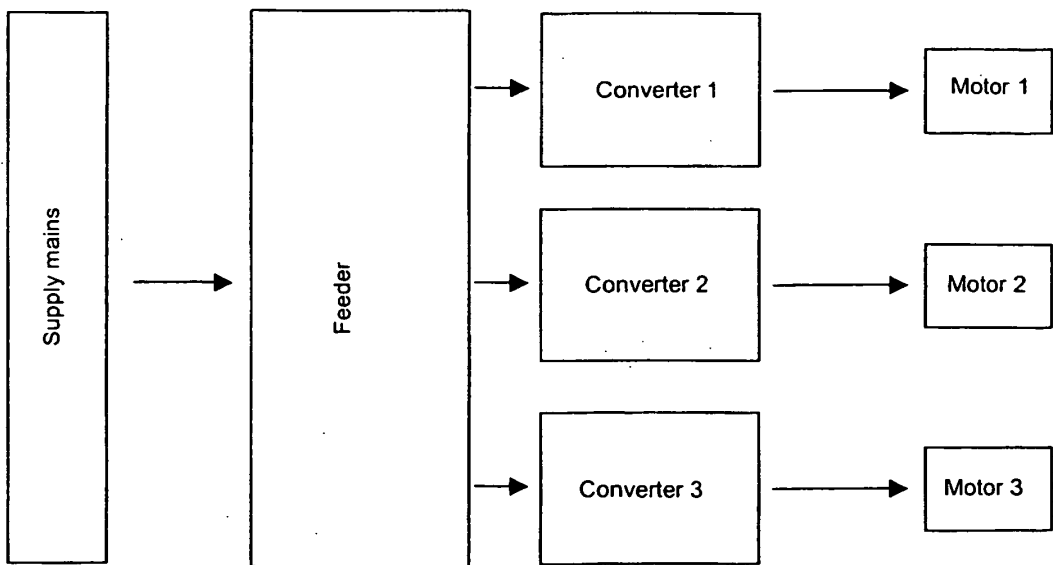 Supply mains
Feeder
Converter 1
Motor 1
Converter 2
Motor 2
Converter 3
Motor 3